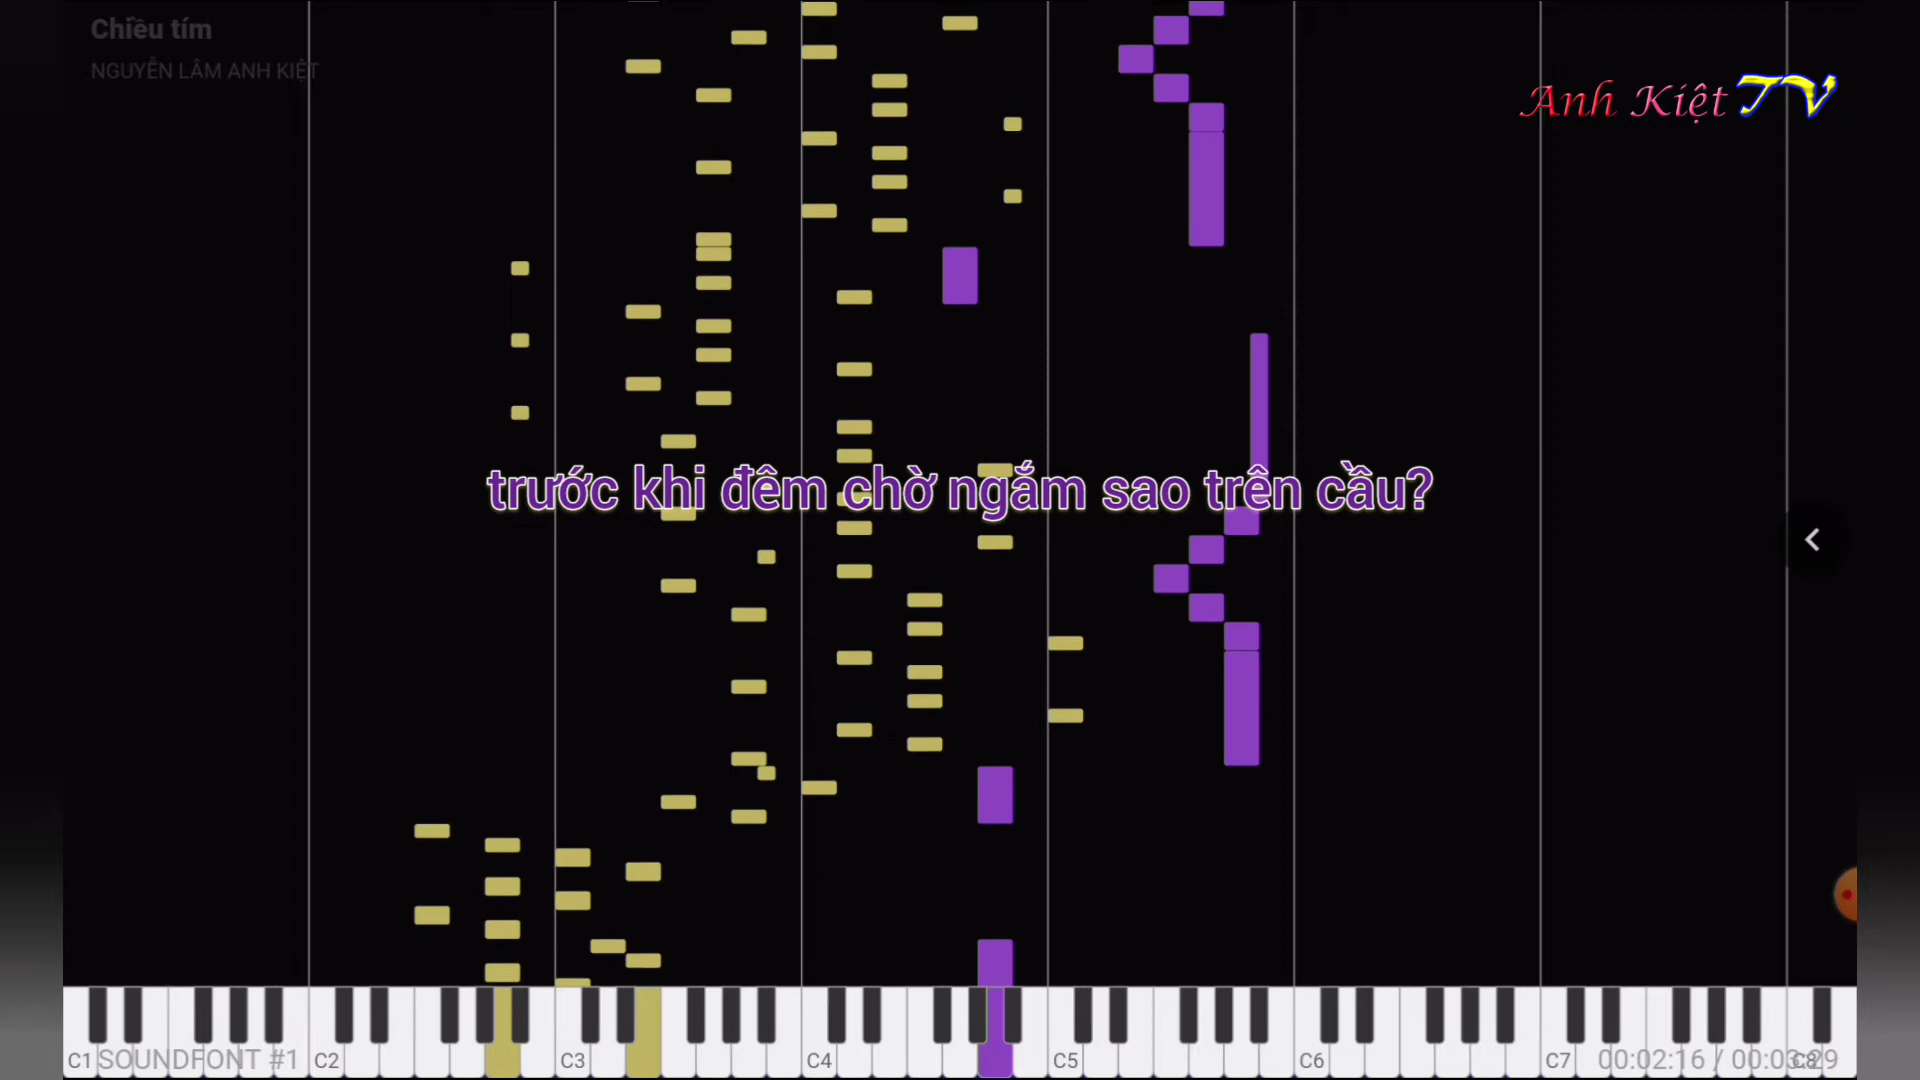 Chiều tím
NGUYỄN LÂM ANH KIỆT
Anh Kiệt TV
trước khi đêm chờ ngắm sao trên cầu?
C1 SOUNDFONT #1 C2 C3 C4 C5 C6 C7 00:02:16 / 00:03:29 C8